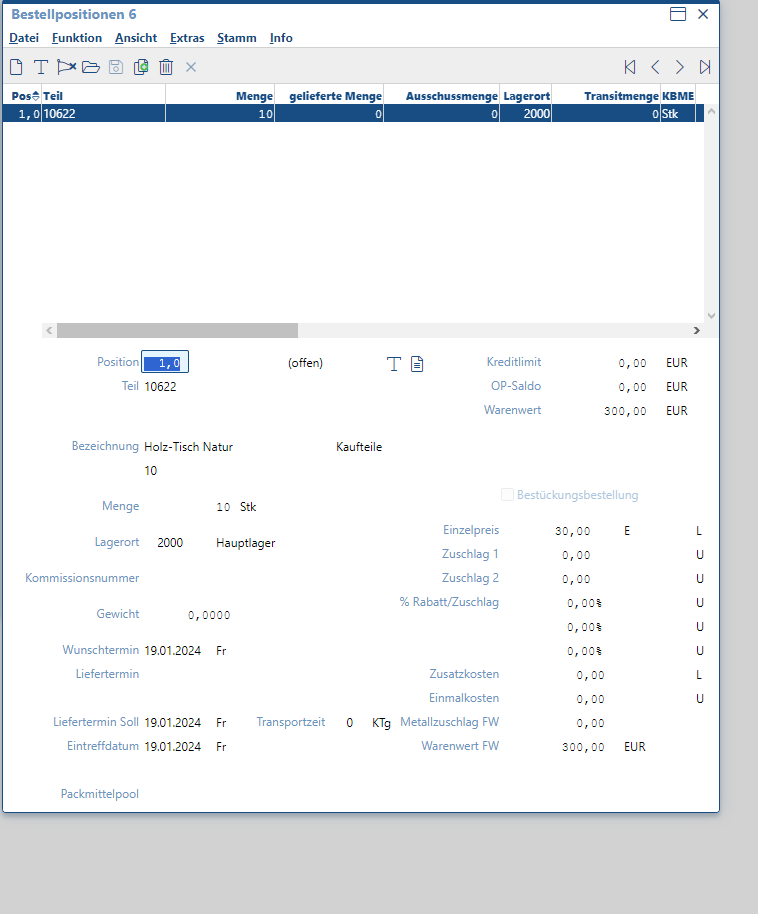 Bestellpositionen 6
Datei Funktion Ansicht Extras Stamm Info
Pos Teil Menge gelieferte Menge Ausschussmenge Lagerort Transitmenge KBME
1,0 10622 10 0 0 2000 0 Stk
Position 1,0 (offen) Kreditlimit 0,00 EUR
Teil 10622 OP-Saldo 0,00 EUR
Warenwert 300,00 EUR
Bezeichnung Holz-Tisch Natur Kaufteile
10
Bestückungsbestellung
Menge 10 Stk
Einzelpreis 30,00 E L
Lagerort 2000 Hauptlager
Zuschlag 1 0,00 U
Kommissionsnummer Zuschlag 2 0,00 U
% Rabatt/Zuschlag 0,00% U
Gewicht 0,0000
0,00% U
Wunschtermin 19.01.2024 Fr 0,00% U
Liefertermin Zusatzkosten 0,00 L
Einmalkosten 0,00 U
Liefertermin Soll 19.01.2024 Fr Transportzeit 0 KTg Metallzuschlag FW 0,00
Eintreffdatum 19.01.2024 Fr Warenwert FW 300,00 EUR
Packmittelpool